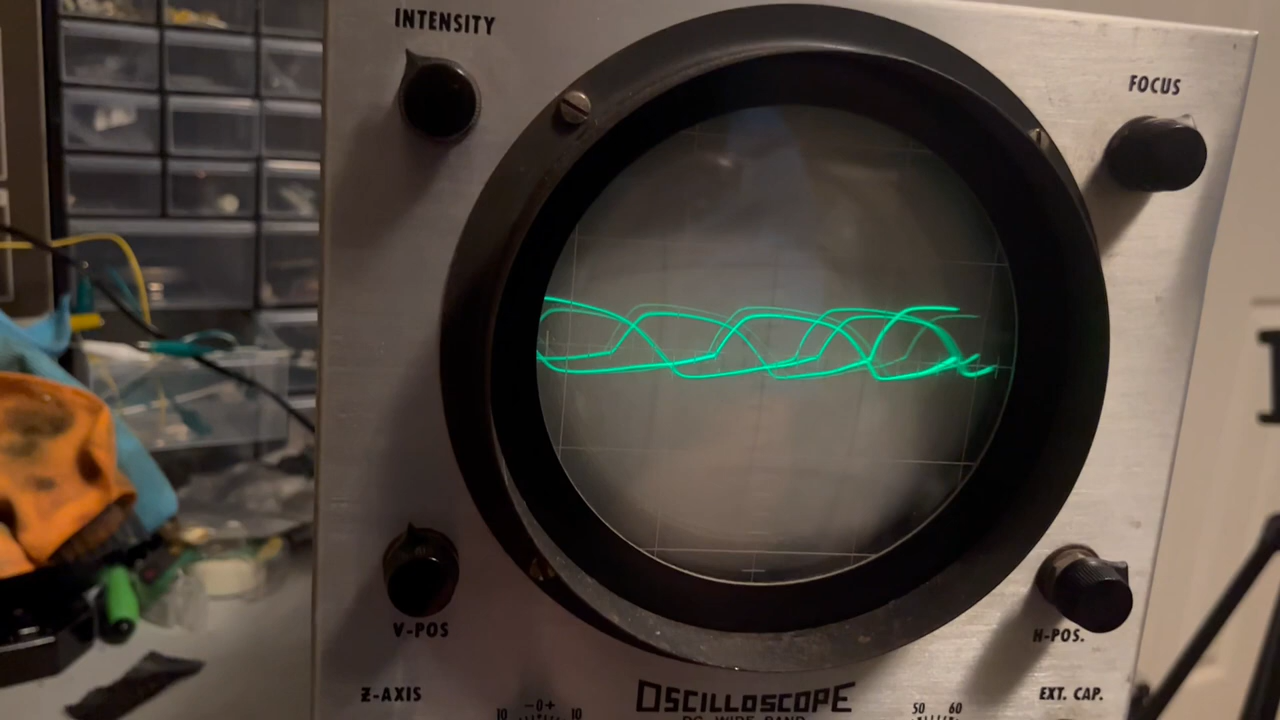 INTENSITY
FOCUS
V-POS
H-POS.
Z-AXIS
OSCILLOSCOPE
EXT. CAP.
-0+
10 10
50 60
DC WIDE BAND